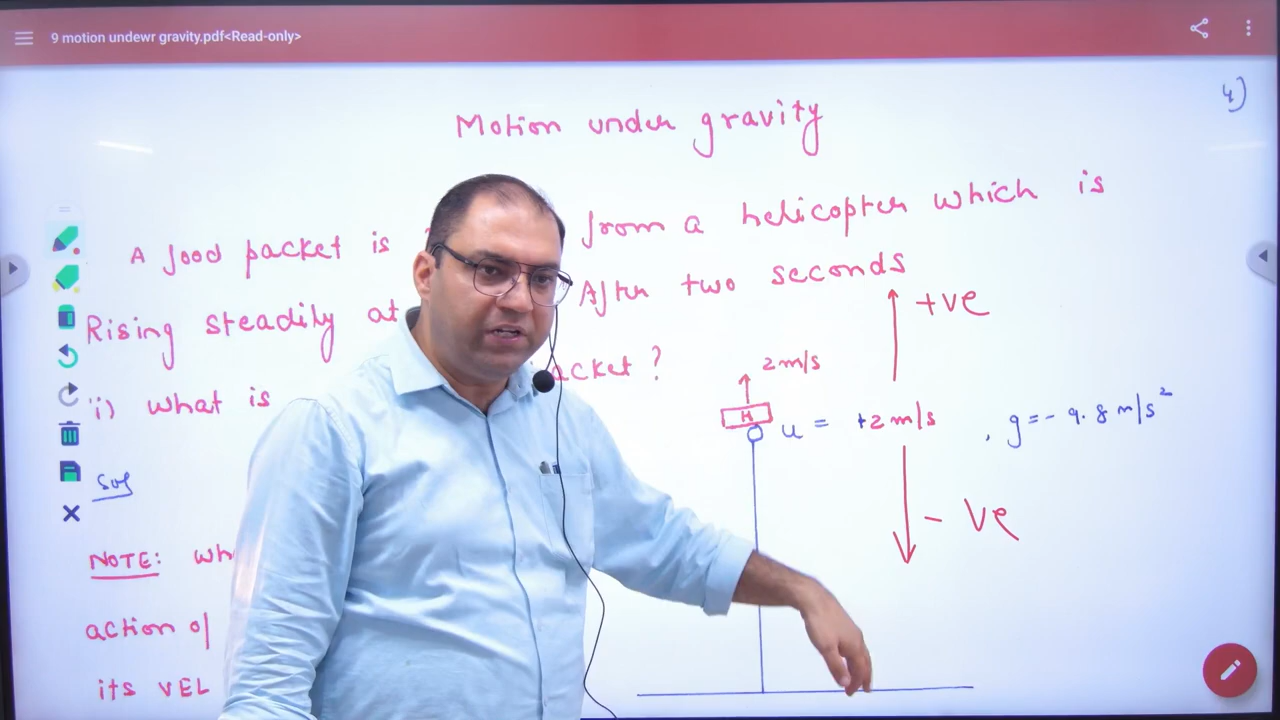 9 motion undewr gravity.pdf<Read-only>
4)
Motion under gravity
A food packet is from a helicopter which is
Rising steadily at After two seconds
i) what is packet ?
+ve
2 m/s
H
u = +2 m/s , g = - 9.8 m/s²
- ve
Sol
NOTE: wh
action of
its VEL